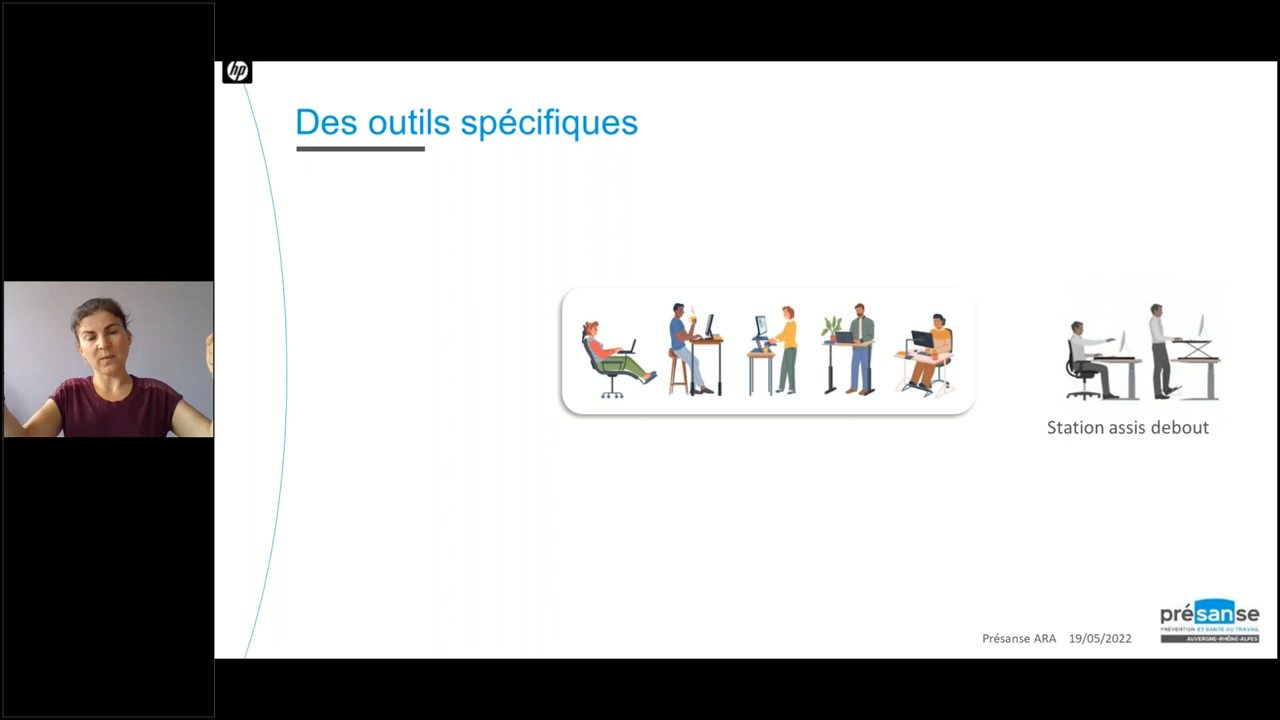 hp
Des outils spécifiques
Station assis debout
Présanse ARA 19/05/2022
présanse
PRÉVENTION ET SANTÉ AU TRAVAIL
AUVERGNE-RHÔNE-ALPES